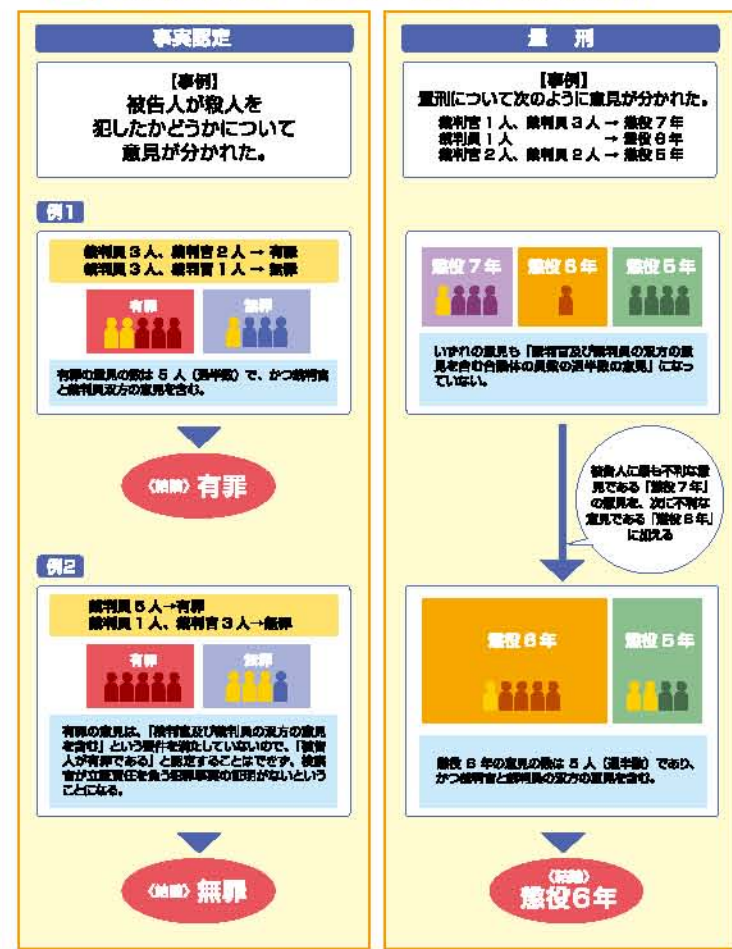 事実認定
【事例】
被告人が殺人を
犯したかどうかについて
意見が分かれた。
例1
裁判員3人、裁判官2人 → 有罪
裁判員3人、裁判官1人 → 無罪
有罪
無罪
有罪の意見の数は 5 人（過半数）で、かつ裁判官
と裁判員双方の意見を含む。
〈結論〉有罪
例2
裁判員5人→有罪
裁判員1人、裁判官3人→無罪
有罪
無罪
有罪の意見は、「裁判官及び裁判員の双方の意見
を含む」という要件を満たしていないので、「被告
人が有罪である」と認定することはできず、検察
官が立証責任を負う犯罪事実の証明がないという
ことになる。
〈結論〉無罪
量 刑
【事例】
量刑について次のように意見が分かれた。
裁判官1人、裁判員3人 → 懲役7年
裁判員1人 → 懲役6年
裁判官2人、裁判員2人 → 懲役5年
懲役7年
懲役6年
懲役5年
いずれの意見も「裁判官及び裁判員の双方の意
見を含む合議体の員数の過半数の意見」になっ
ていない。
被告人に最も不利な意
見である「懲役7年」
の意見を、次に不利な
意見である「懲役6年」
に加える
懲役6年
懲役5年
懲役 6 年の意見の数は 5 人（過半数）であり、
かつ裁判官と裁判員の双方の意見を含む。
〈結論〉
懲役6年